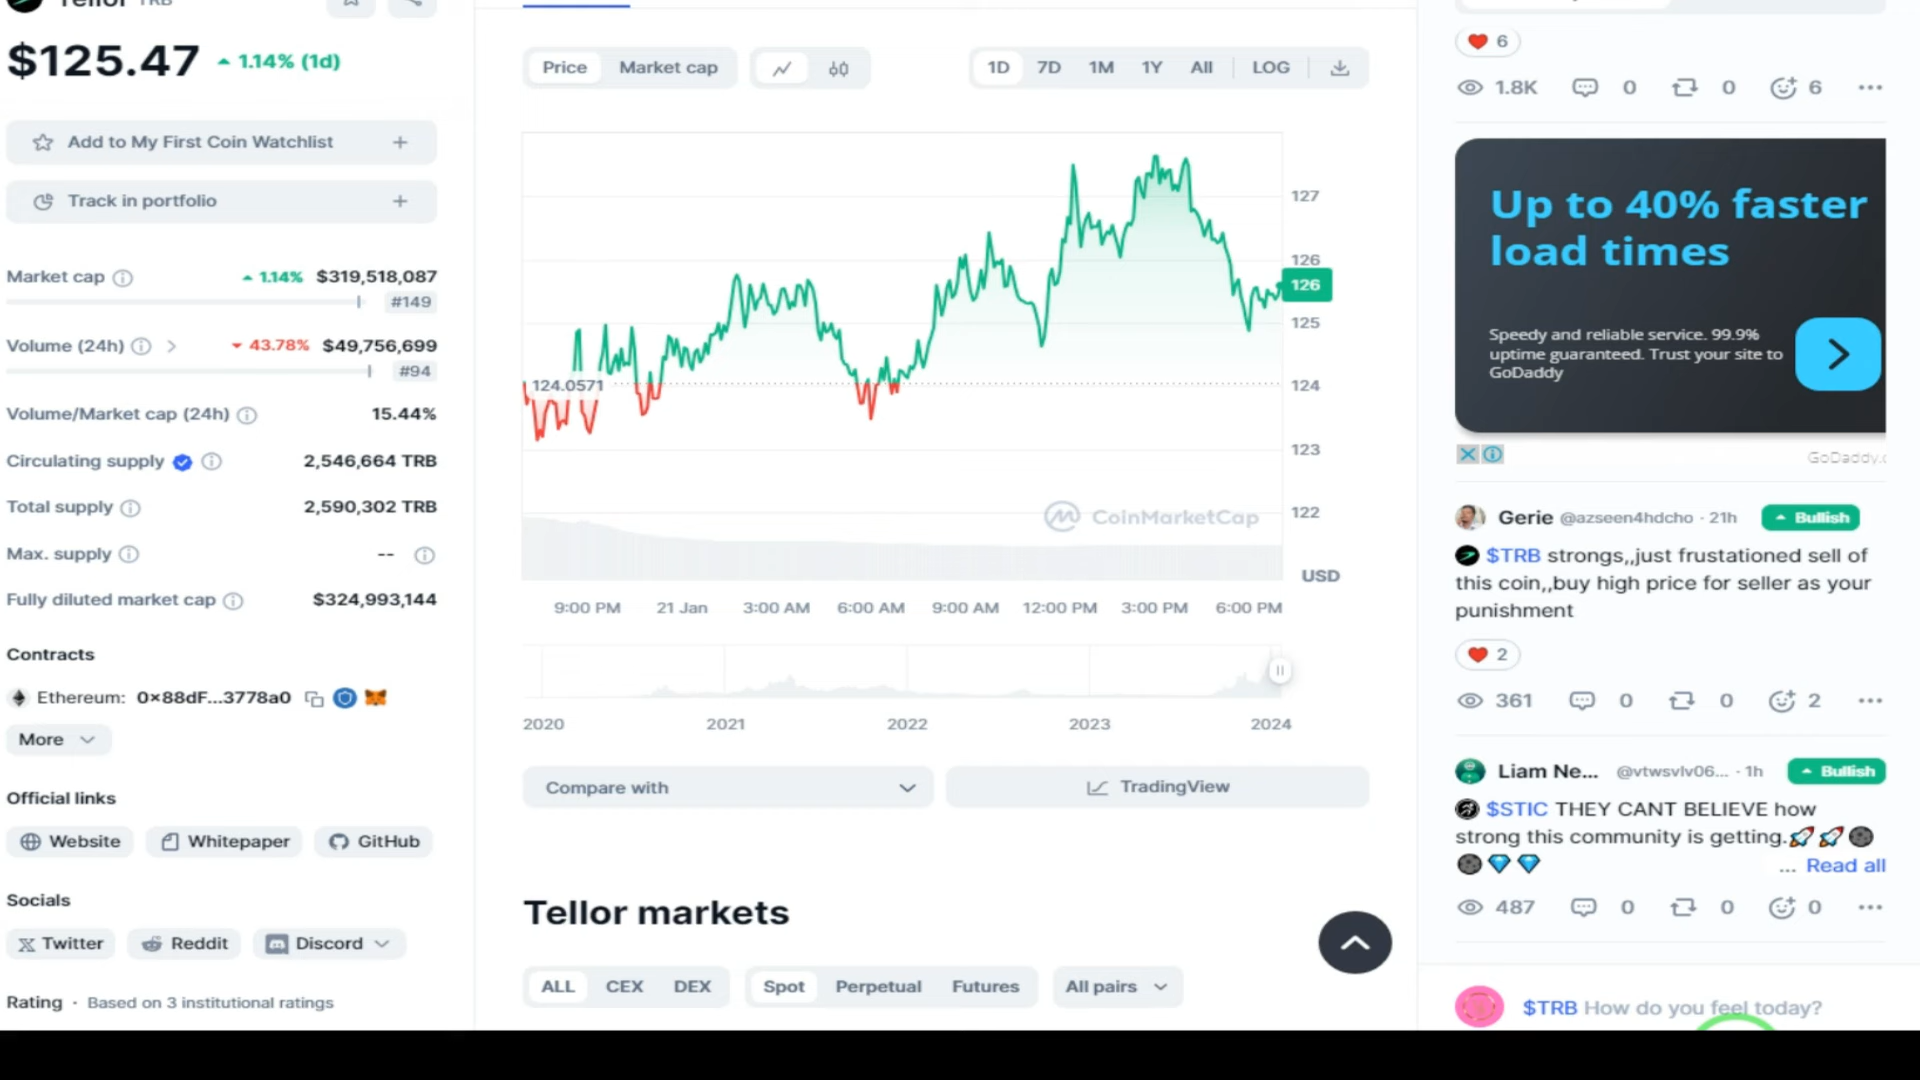 Tellor TRB
$125.47 1.14% (1d)
Add to My First Coin Watchlist +
Track in portfolio +
Market cap 1.14% $319,518,087
#149
Volume (24h) 43.78% $49,756,699
#94
Volume/Market cap (24h) 15.44%
Circulating supply 2,546,664 TRB
Total supply 2,590,302 TRB
Max. supply --
Fully diluted market cap $324,993,144
Contracts
Ethereum: 0x88dF...3778a0
More
Official links
Website Whitepaper GitHub
Socials
Twitter Reddit Discord
Rating · Based on 3 institutional ratings
Price Market cap 1D 7D 1M 1Y All LOG
127
126
126
125
124.0571
124
123
122
CoinMarketCap
USD
9:00 PM 21 Jan 3:00 AM 6:00 AM 9:00 AM 12:00 PM 3:00 PM 6:00 PM
2020 2021 2022 2023 2024
Compare with TradingView
Tellor markets
ALL CEX DEX Spot Perpetual Futures All pairs
6
1.8K 0 0 6 ...
Up to 40% faster
load times
Speedy and reliable service. 99.9%
uptime guaranteed. Trust your site to
GoDaddy
Gerie @azseen4hdcho · 21h Bullish
$TRB strongs,,just frustationed sell of
this coin,,buy high price for seller as your
punishment
2
361 0 0 2 ...
Liam Ne... @vtwsvlv06... · 1h Bullish
$STIC THEY CANT BELIEVE how
strong this community is getting.🚀🚀🌑
🌑💎💎 ... Read all
487 0 0 0 ...
$TRB How do you feel today?